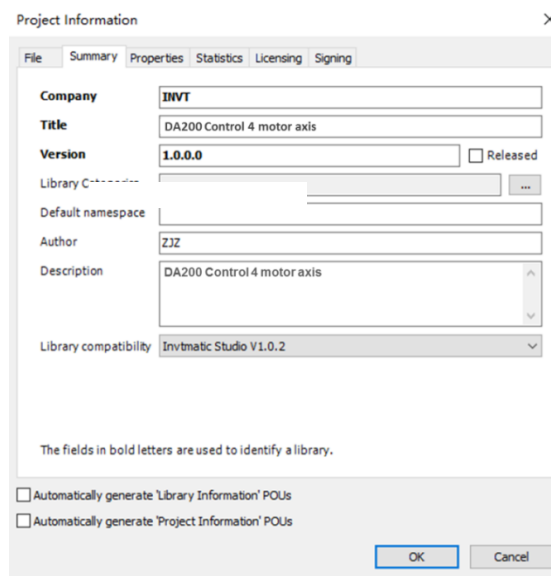 Project Information
File Summary Properties Statistics Licensing Signing
Company INVT
Title DA200 Control 4 motor axis
Version 1.0.0.0 Released
Library ...
Default namespace
Author ZJZ
Description DA200 Control 4 motor axis
Library compatibility Invtmatic Studio V1.0.2
The fields in bold letters are used to identify a library.
Automatically generate 'Library Information' POUs
Automatically generate 'Project Information' POUs
OK Cancel